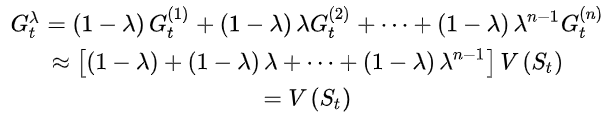 G_t^λ = (1 − λ) G_t^{(1)} + (1 − λ) λG_t^{(2)} + ⋯ + (1 − λ) λ^{n−1} G_t^{(n)}
≈ [(1 − λ) + (1 − λ) λ + ⋯ + (1 − λ) λ^{n−1}] V (S_t)
= V (S_t)